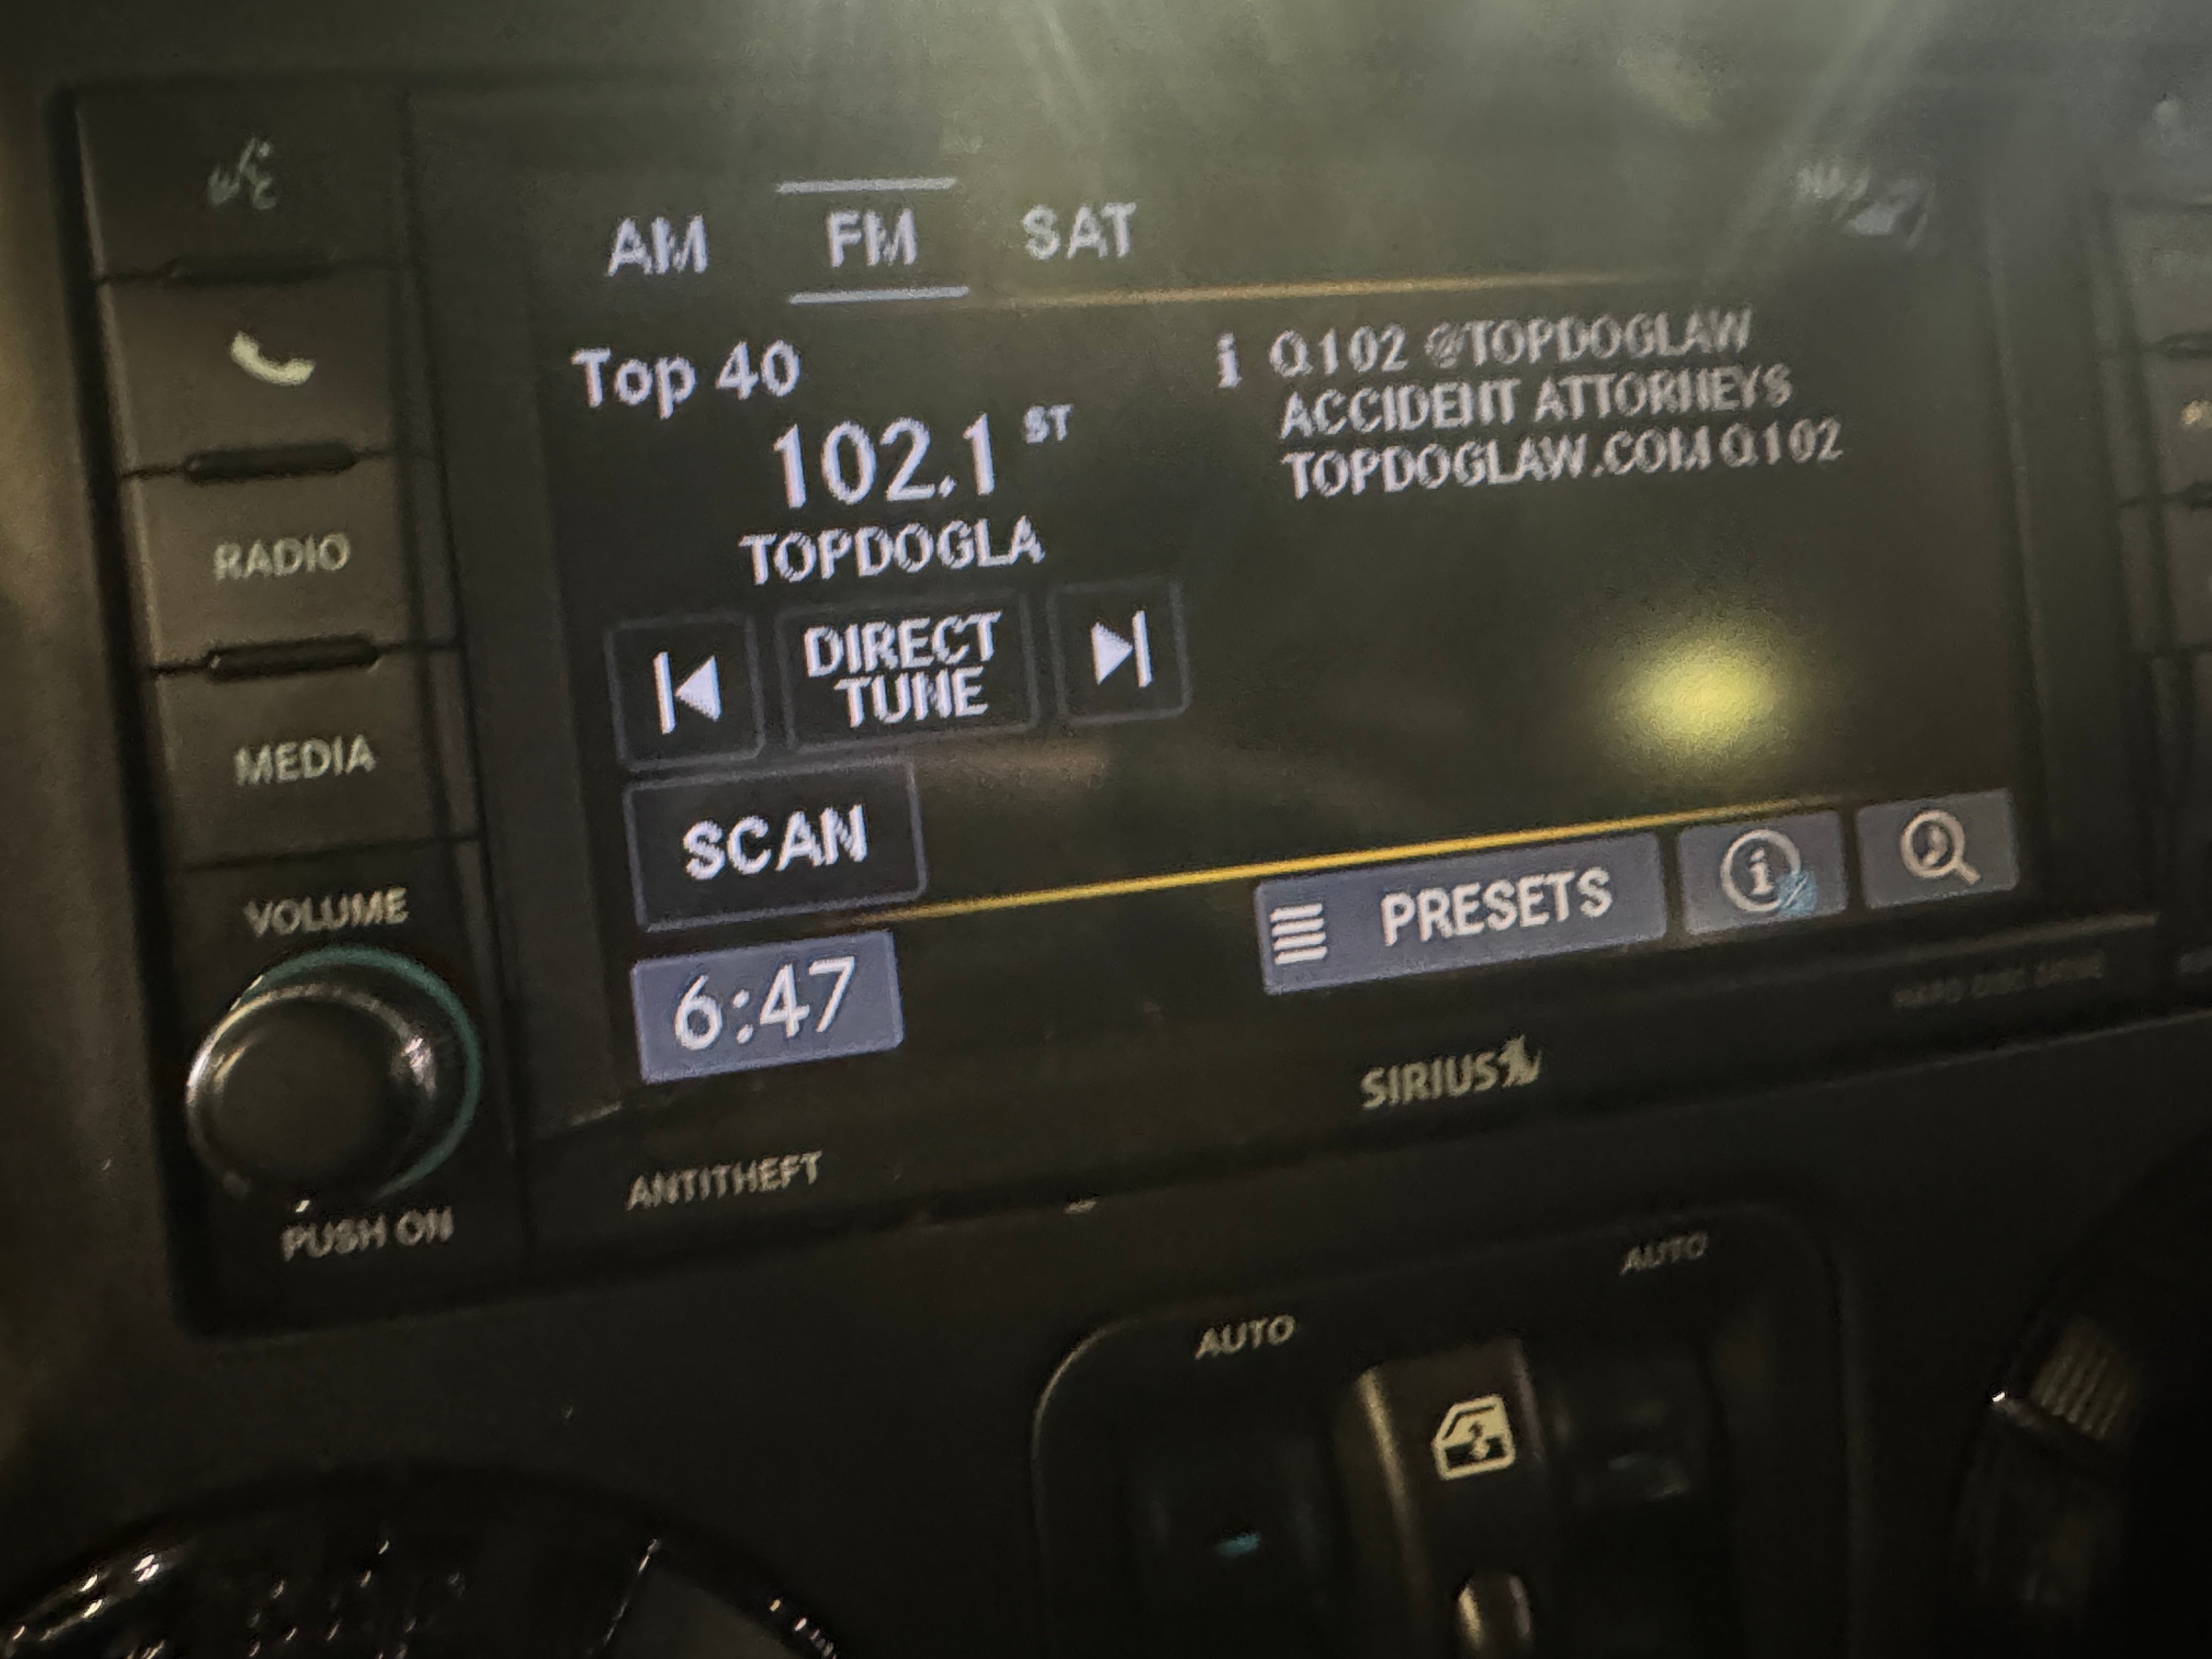 AM FM SAT
Top 40
102.1 ST
TOPDOGLA
i Q102 @TOPDOGLAW
ACCIDENT ATTORNEYS
TOPDOGLAW.COM Q102
DIRECT
TUNE
SCAN
6:47
PRESETS
i
RADIO
MEDIA
VOLUME
PUSH ON
ANTITHEFT
SIRIUS
AUTO
AUTO